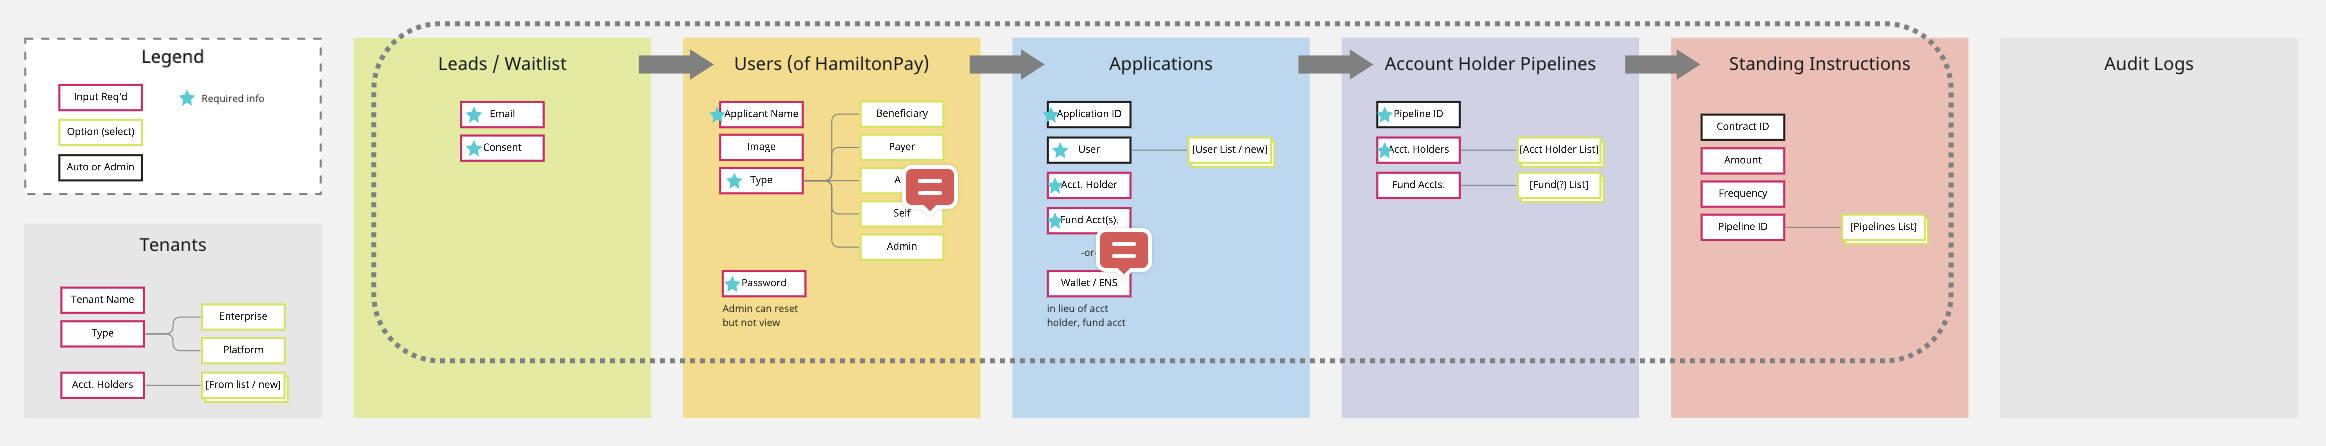 Legend
Input Req'd
Required info
Option (select)
Auto or Admin
Tenants
Tenant Name
Type
Enterprise
Platform
Acct. Holders
[From list / new]
Leads / Waitlist
Email
Consent
Users (of HamiltonPay)
Applicant Name
Image
Type
Beneficiary
Payer
Self
Admin
Password
Admin can reset
but not view
Applications
Application ID
User
[User List / new]
Acct. Holder
Fund Acct(s).
-or-
Wallet / ENS
in lieu of acct
holder, fund acct
Account Holder Pipelines
Pipeline ID
Acct. Holders
[Acct Holder List]
Fund Accts.
[Fund(?) List]
Standing Instructions
Contract ID
Amount
Frequency
Pipeline ID
[Pipelines List]
Audit Logs